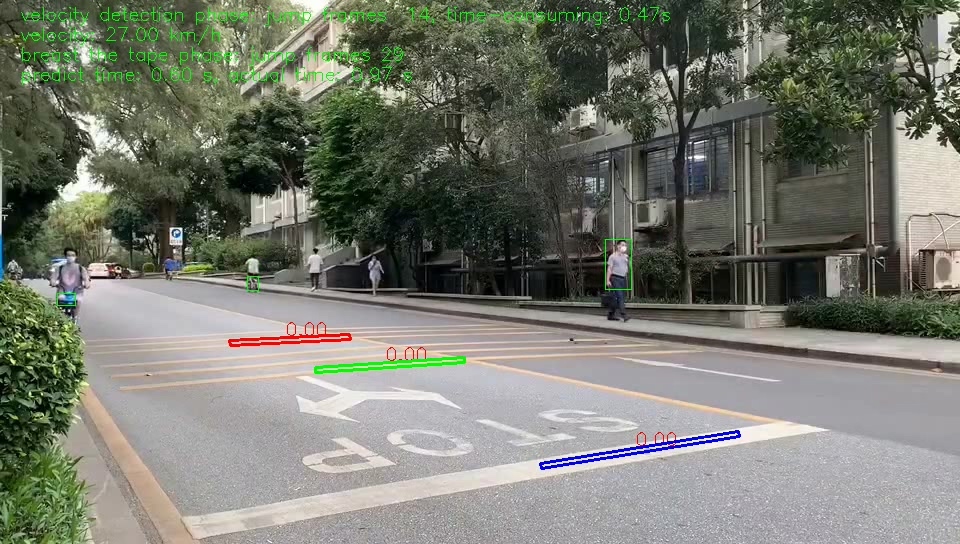 velocity detection phase: jump frames  14, time-consuming: 0.47s
velocity: 27.00 km/h
breast the tape phase: jump frames 29
predict time: 0.80 s, actual time: 0.97 s
0.00
0.00
0.00
STOP